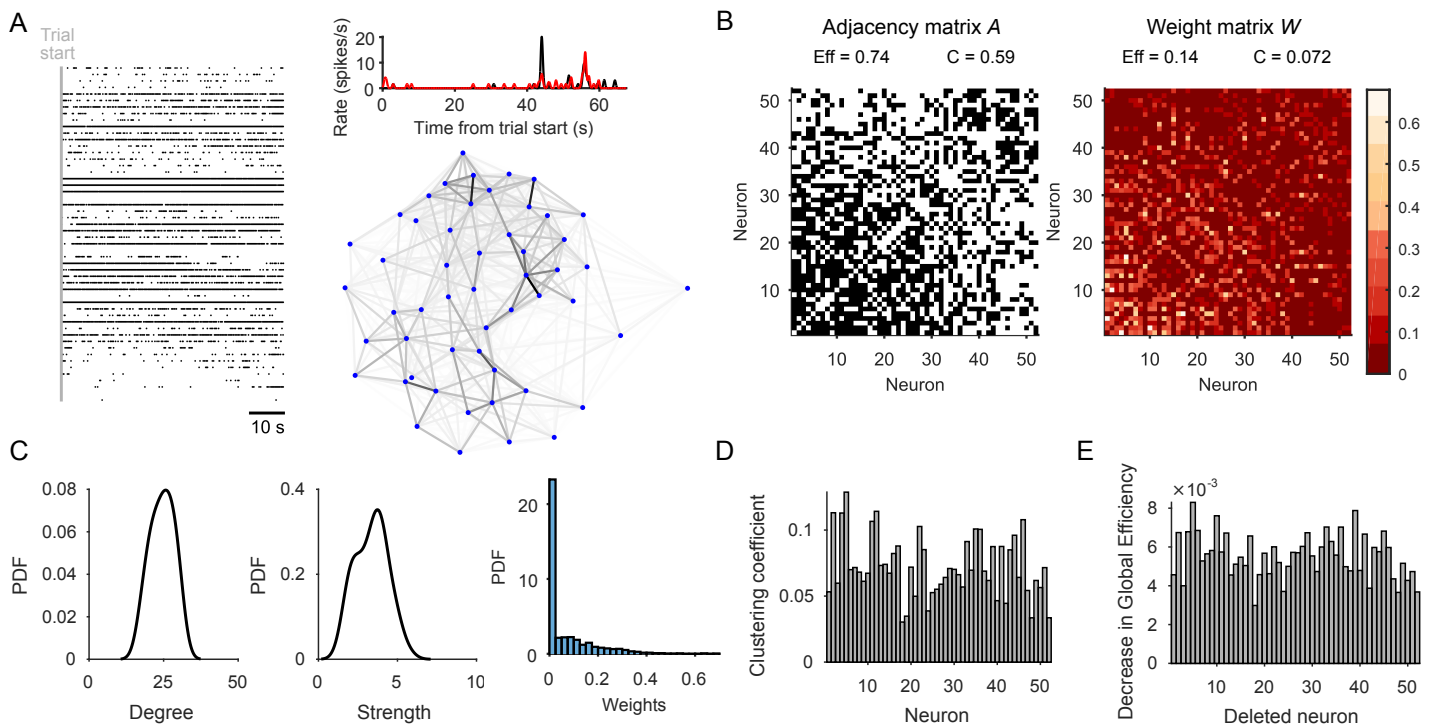 A
Trial
start
10 s
Rate (spikes/s)
20
10
0
0 20 40 60
Time from trial start (s)
B
Adjacency matrix A
Eff = 0.74 C = 0.59
Neuron
50
40
30
20
10
10 20 30 40 50
Neuron
Weight matrix W
Eff = 0.14 C = 0.072
Neuron
50
40
30
20
10
10 20 30 40 50
Neuron
0.6
0.5
0.4
0.3
0.2
0.1
0
C
PDF
0.08
0.06
0.04
0.02
0
0 25 50
Degree
PDF
0.4
0.2
0
0 5 10
Strength
PDF
20
10
0
0 0.2 0.4 0.6
Weights
D
Clustering coefficient
0.1
0.05
0
10 20 30 40 50
Neuron
E
Decrease in Global Efficiency
×10-3
8
6
4
2
0
10 20 30 40 50
Deleted neuron